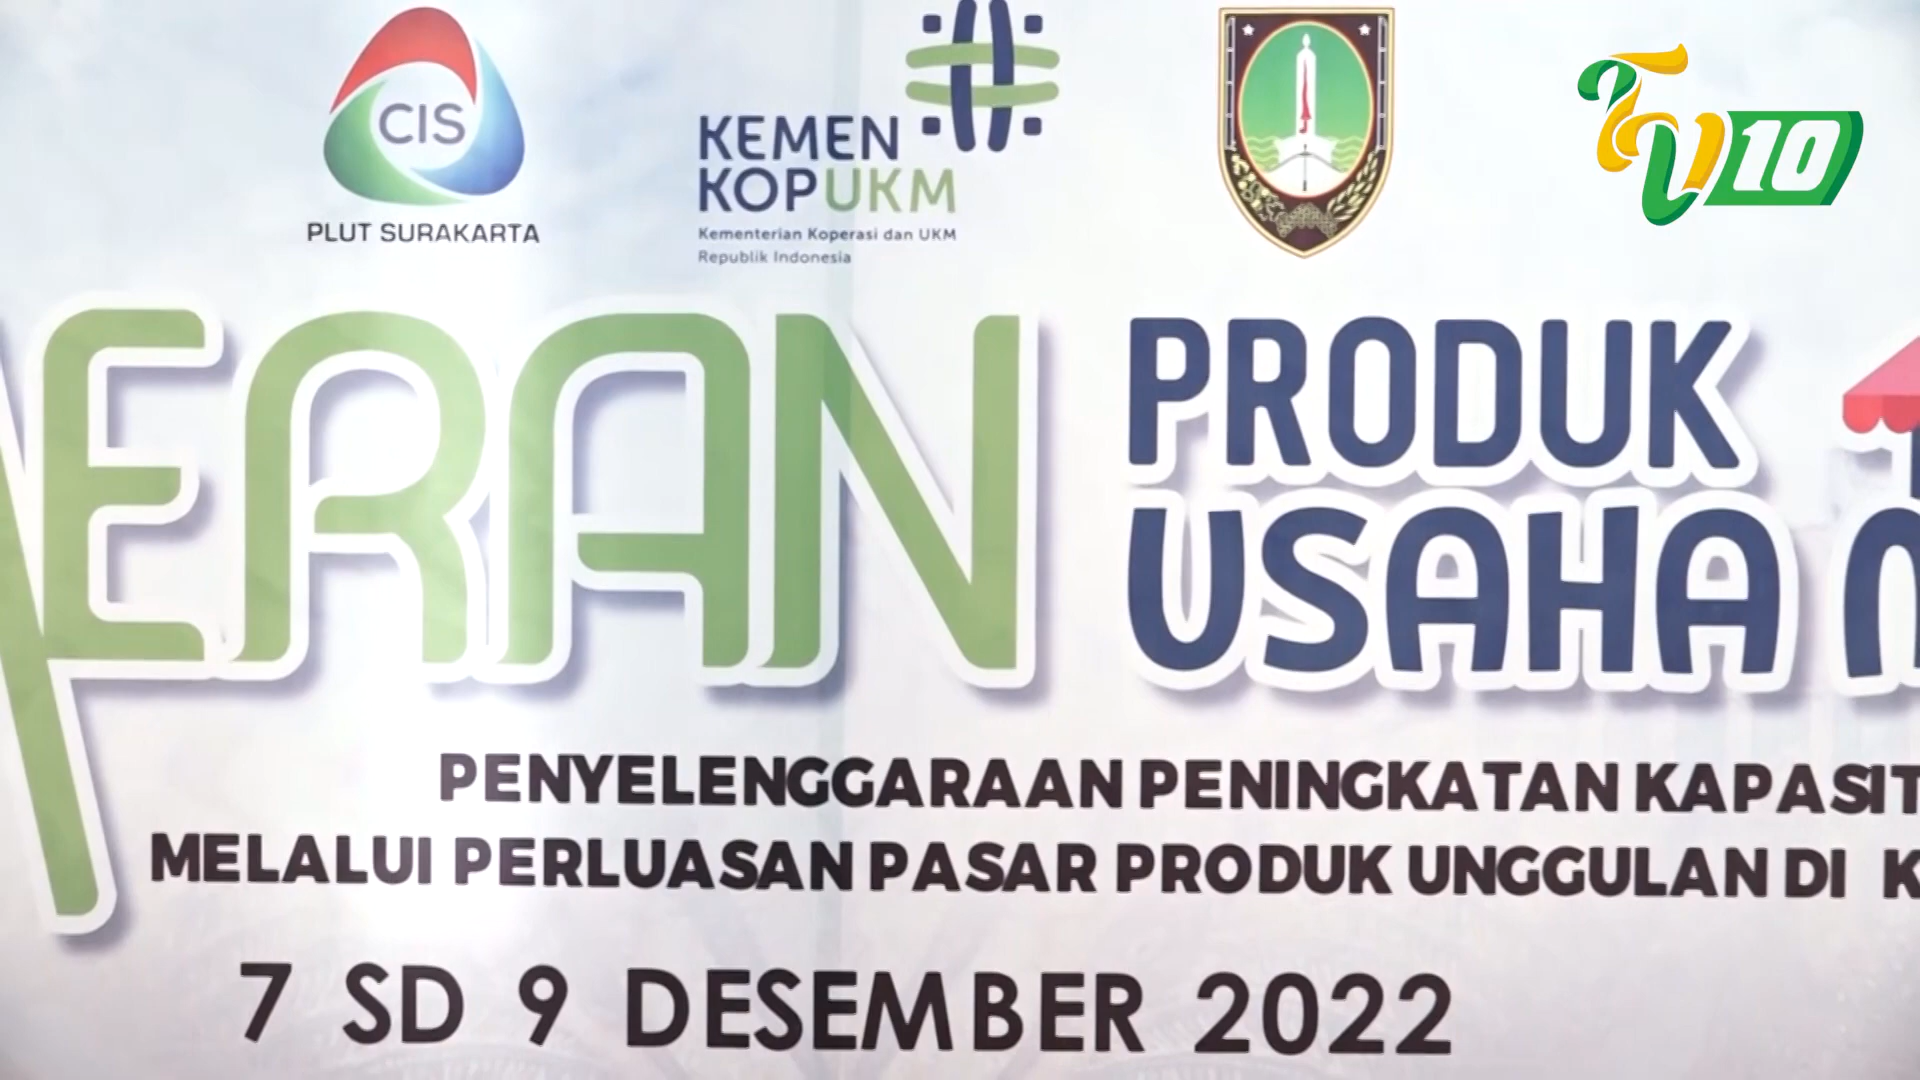 CIS
PLUT SURAKARTA
KEMEN
KOPUKM
Kementerian Koperasi dan UKM
Republik Indonesia
TV10
ERAN
PRODUK
USAHA
PENYELENGGARAAN PENINGKATAN KAPASIT
MELALUI PERLUASAN PASAR PRODUK UNGGULAN DI K
7 SD 9 DESEMBER 2022